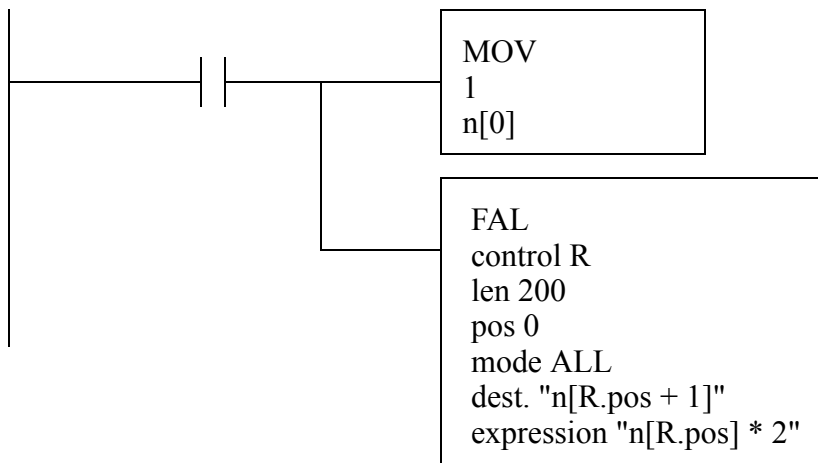 MOV
1
n[0]
FAL
control R
len 200
pos 0
mode ALL
dest. "n[R.pos + 1]"
expression "n[R.pos] * 2"